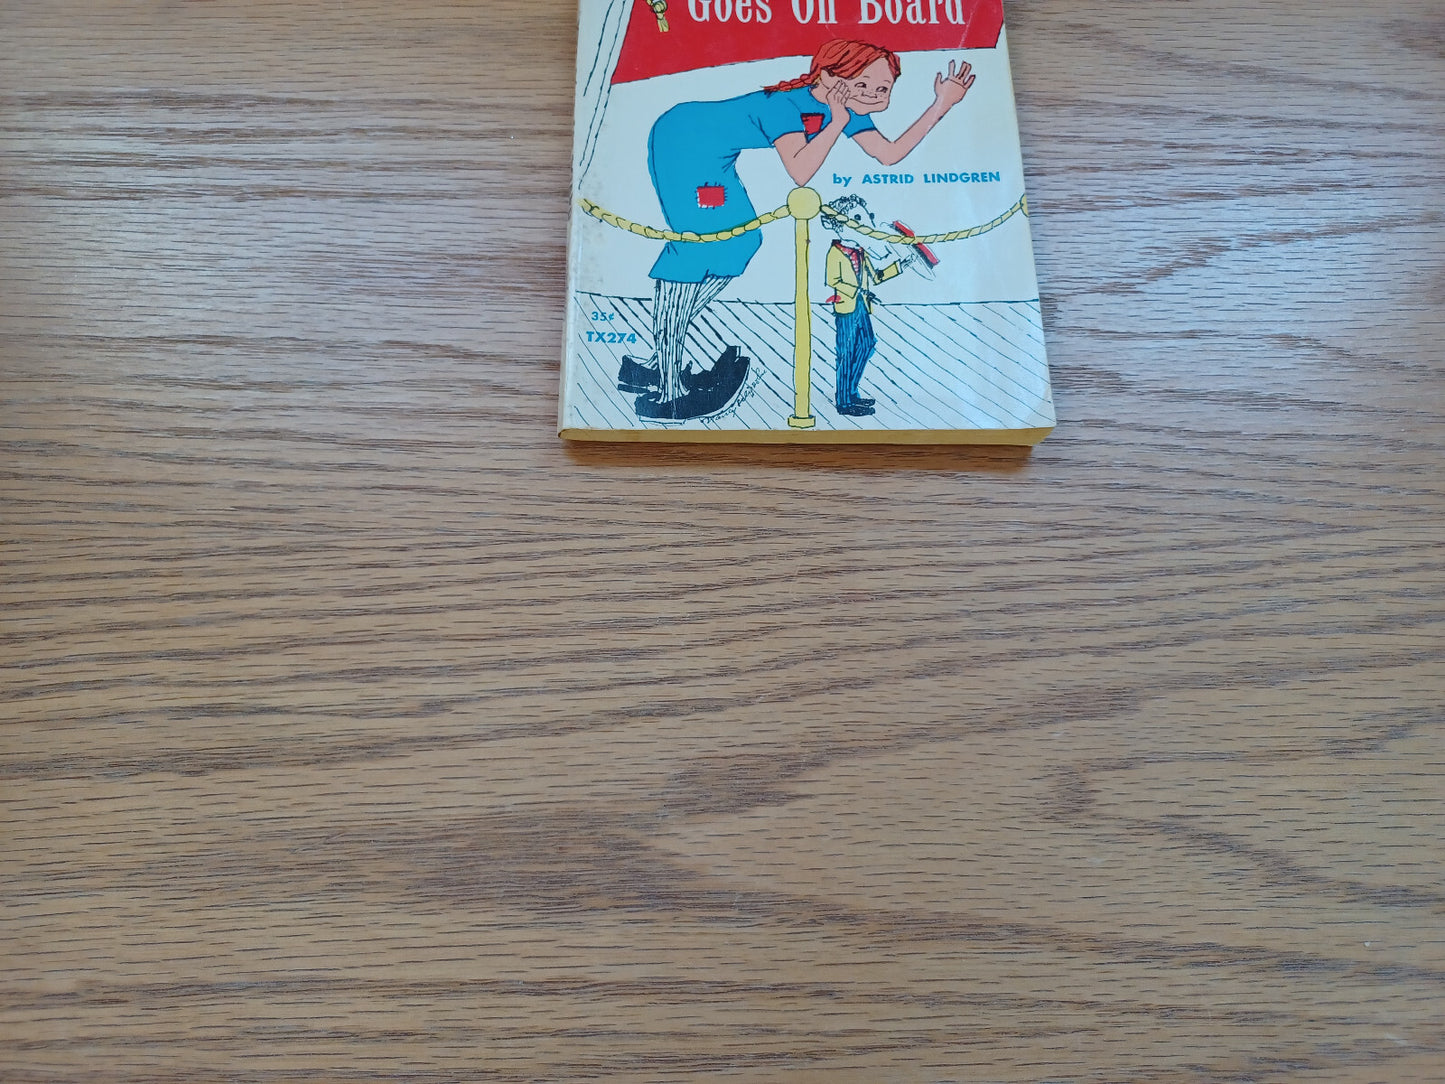 Goes On Board
by ASTRID LINDGREN
35¢
TX274